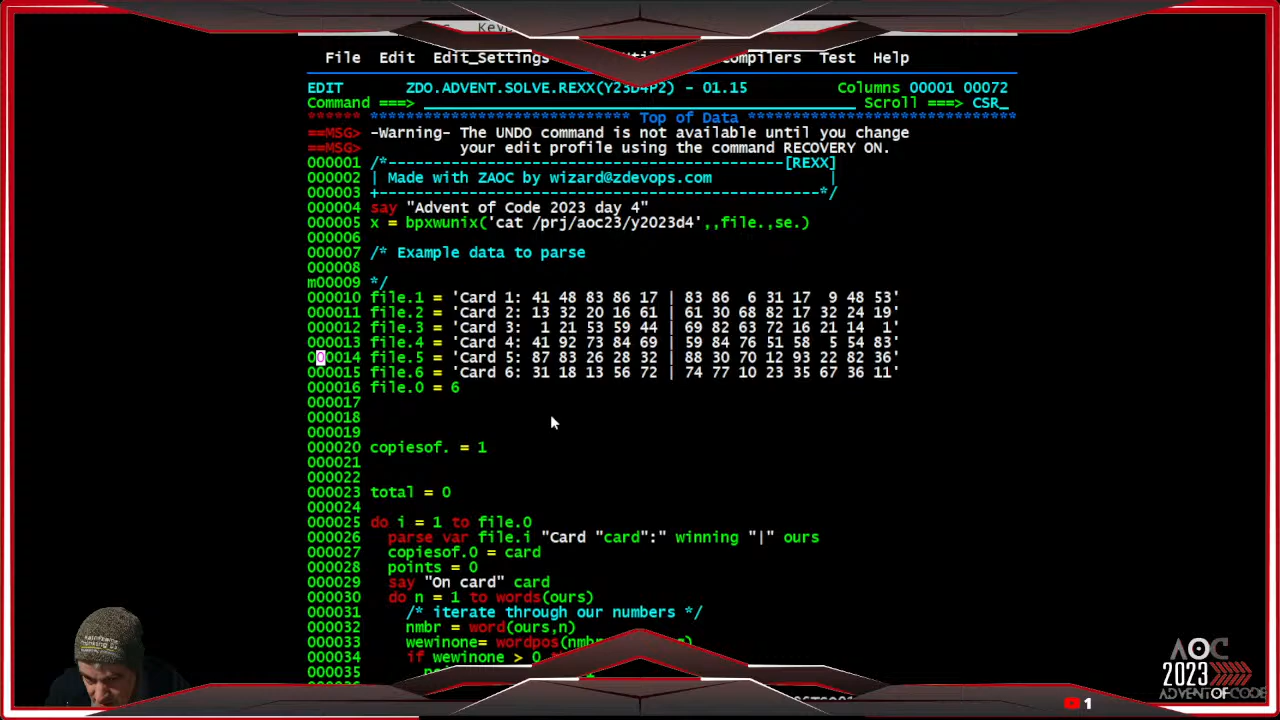 File Edit Edit_Settings Compilers Test Help
EDIT ZDO.ADVENT.SOLVE.REXX(Y23D4P2) - 01.15 Columns 00001 00072
Command ===> Scroll ===> CSR_
****** **************************** Top of Data ****************************
==MSG> -Warning- The UNDO command is not available until you change
==MSG> your edit profile using the command RECOVERY ON.
000001 /*--------------------------------------------[REXX]
000002 | Made with ZAOC by wizard@zdevops.com |
000003 +-------------------------------------------------*/
000004 say "Advent of Code 2023 day 4"
000005 x = bpxwunix('cat /prj/aoc23/y2023d4',,file.,se.)
000006
000007 /* Example data to parse
000008
m00009 */
000010 file.1 = 'Card 1: 41 48 83 86 17 | 83 86  6 31 17  9 48 53'
000011 file.2 = 'Card 2: 13 32 20 16 61 | 61 30 68 82 17 32 24 19'
000012 file.3 = 'Card 3:  1 21 53 59 44 | 69 82 63 72 16 21 14  1'
000013 file.4 = 'Card 4: 41 92 73 84 69 | 59 84 76 51 58  5 54 83'
000014 file.5 = 'Card 5: 87 83 26 28 32 | 88 30 70 12 93 22 82 36'
000015 file.6 = 'Card 6: 31 18 13 56 72 | 74 77 10 23 35 67 36 11'
000016 file.0 = 6
000017
000018
000019
000020 copiesof. = 1
000021
000022
000023 total = 0
000024
000025 do i = 1 to file.0
000026 parse var file.i "Card "card":" winning "|" ours
000027 copiesof.0 = card
000028 points = 0
000029 say "On card" card
000030 do n = 1 to words(ours)
000031 /* iterate through our numbers */
000032 nmbr = word(ours,n)
000033 wewinone= wordpos(nmbr
000034 if wewinone > 0
000035
AOC
2023
ADVENT OF CODE
1